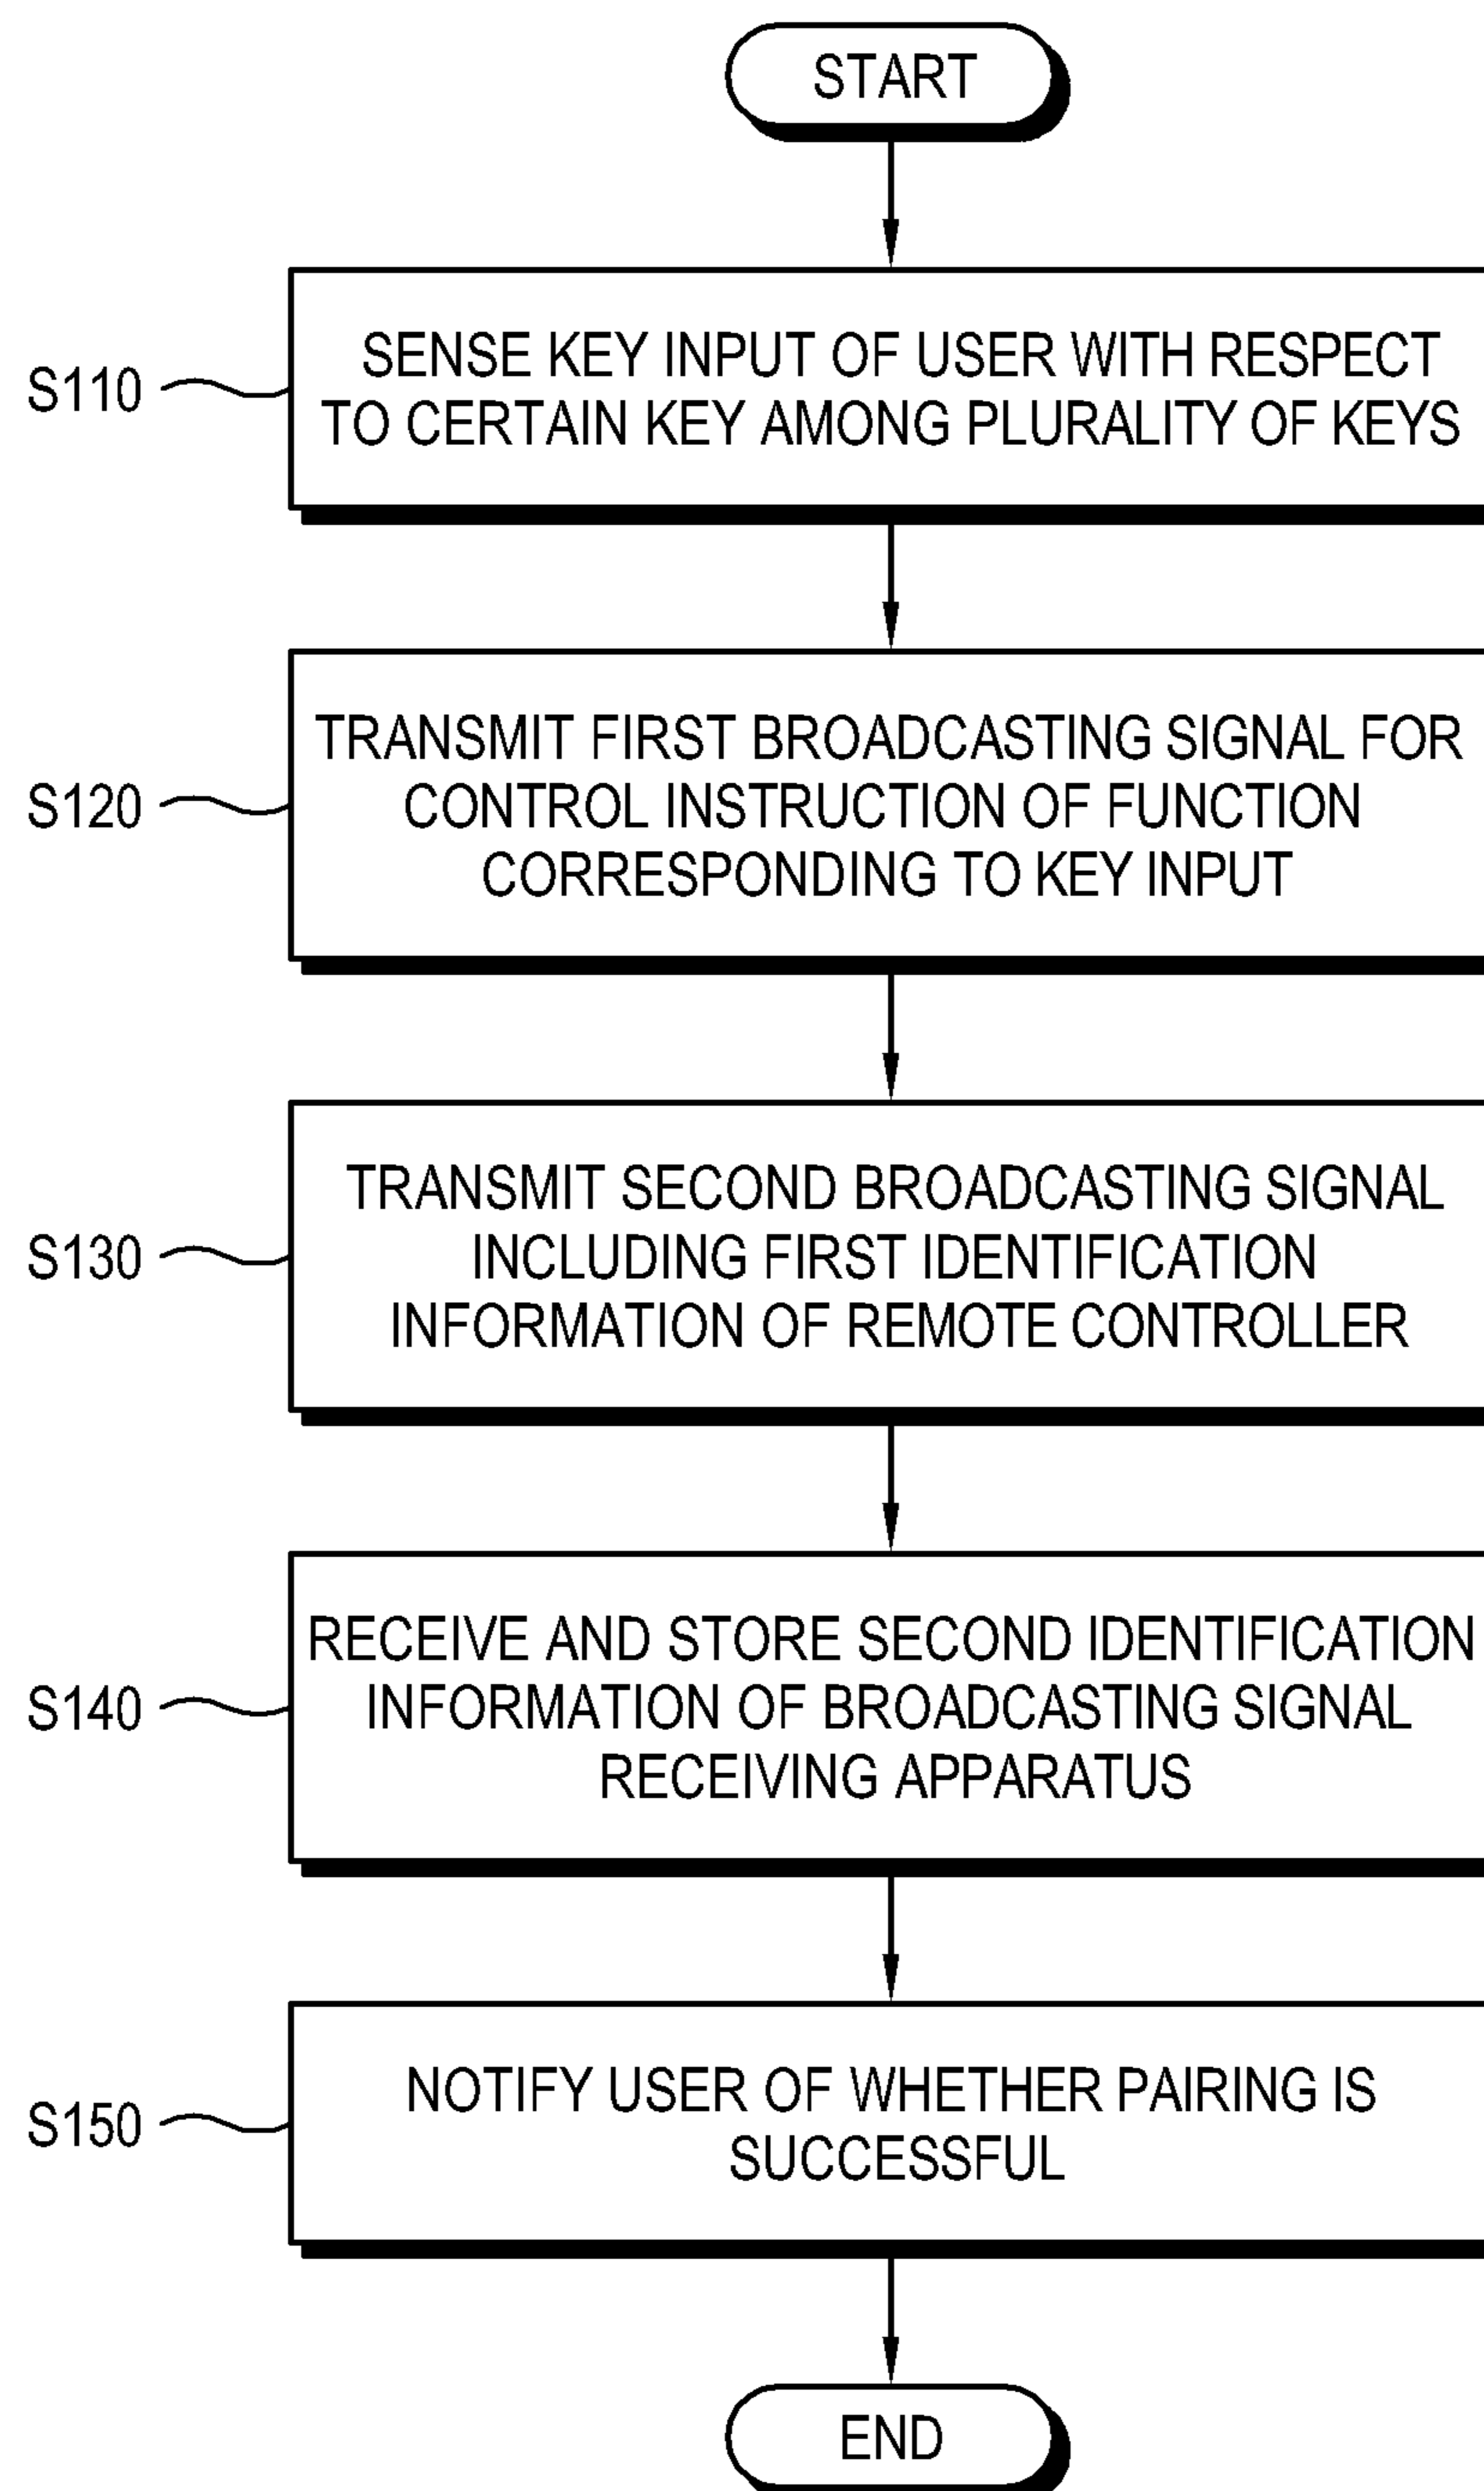 START
S110
SENSE KEY INPUT OF USER WITH RESPECT
TO CERTAIN KEY AMONG PLURALITY OF KEYS
S120
TRANSMIT FIRST BROADCASTING SIGNAL FOR
CONTROL INSTRUCTION OF FUNCTION
CORRESPONDING TO KEY INPUT
S130
TRANSMIT SECOND BROADCASTING SIGNAL
INCLUDING FIRST IDENTIFICATION
INFORMATION OF REMOTE CONTROLLER
S140
RECEIVE AND STORE SECOND IDENTIFICATION
INFORMATION OF BROADCASTING SIGNAL
RECEIVING APPARATUS
S150
NOTIFY USER OF WHETHER PAIRING IS
SUCCESSFUL
END